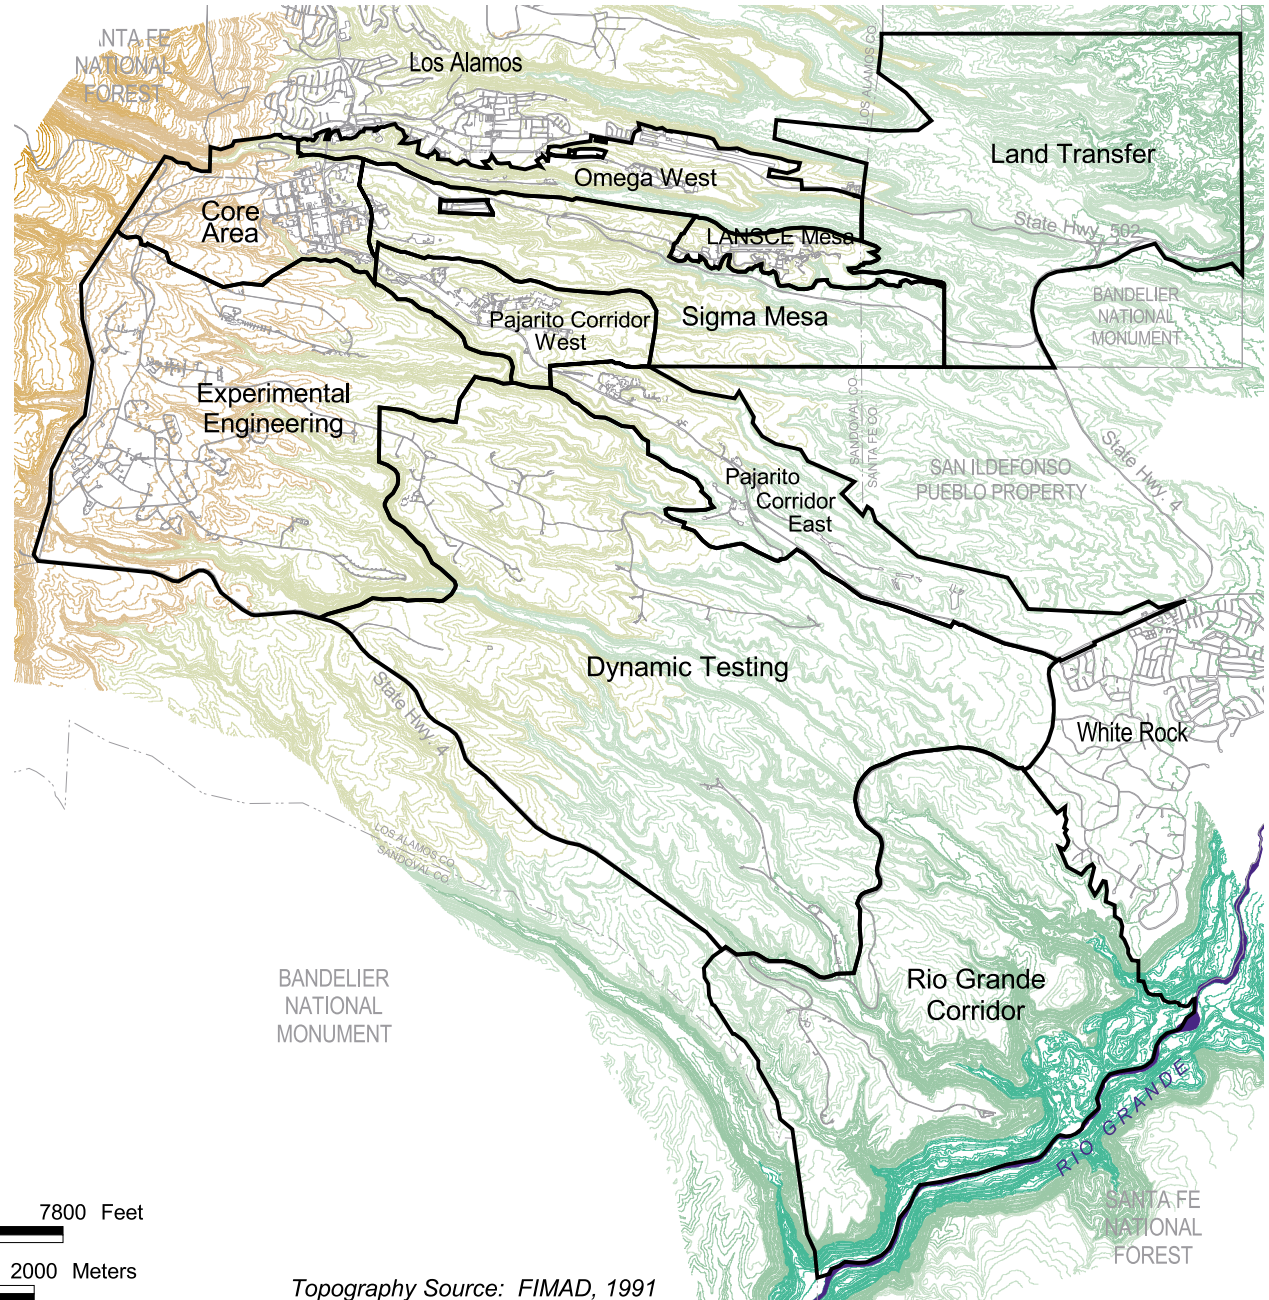 .NTA FE
NATIONAL
FOREST
Los Alamos
LOS ALAMOS CO.
Land Transfer
Omega West
Core
Area
State Hwy. 502
LANSCE Mesa
BANDELIER
NATIONAL
MONUMENT
Sigma Mesa
Pajarito Corridor
West
Experimental
Engineering
SANDOVAL CO.
SANTA FE CO.
State Hwy. 4
SAN ILDEFONSO
PUEBLO PROPERTY
Pajarito
Corridor
East
Dynamic Testing
State Hwy. 4
White Rock
LOS ALAMOS CO.
SANDOVAL CO.
BANDELIER
NATIONAL
MONUMENT
Rio Grande
Corridor
RIO GRANDE
SANTA FE
NATIONAL
FOREST
7800 Feet
2000 Meters
Topography Source: FIMAD, 1991